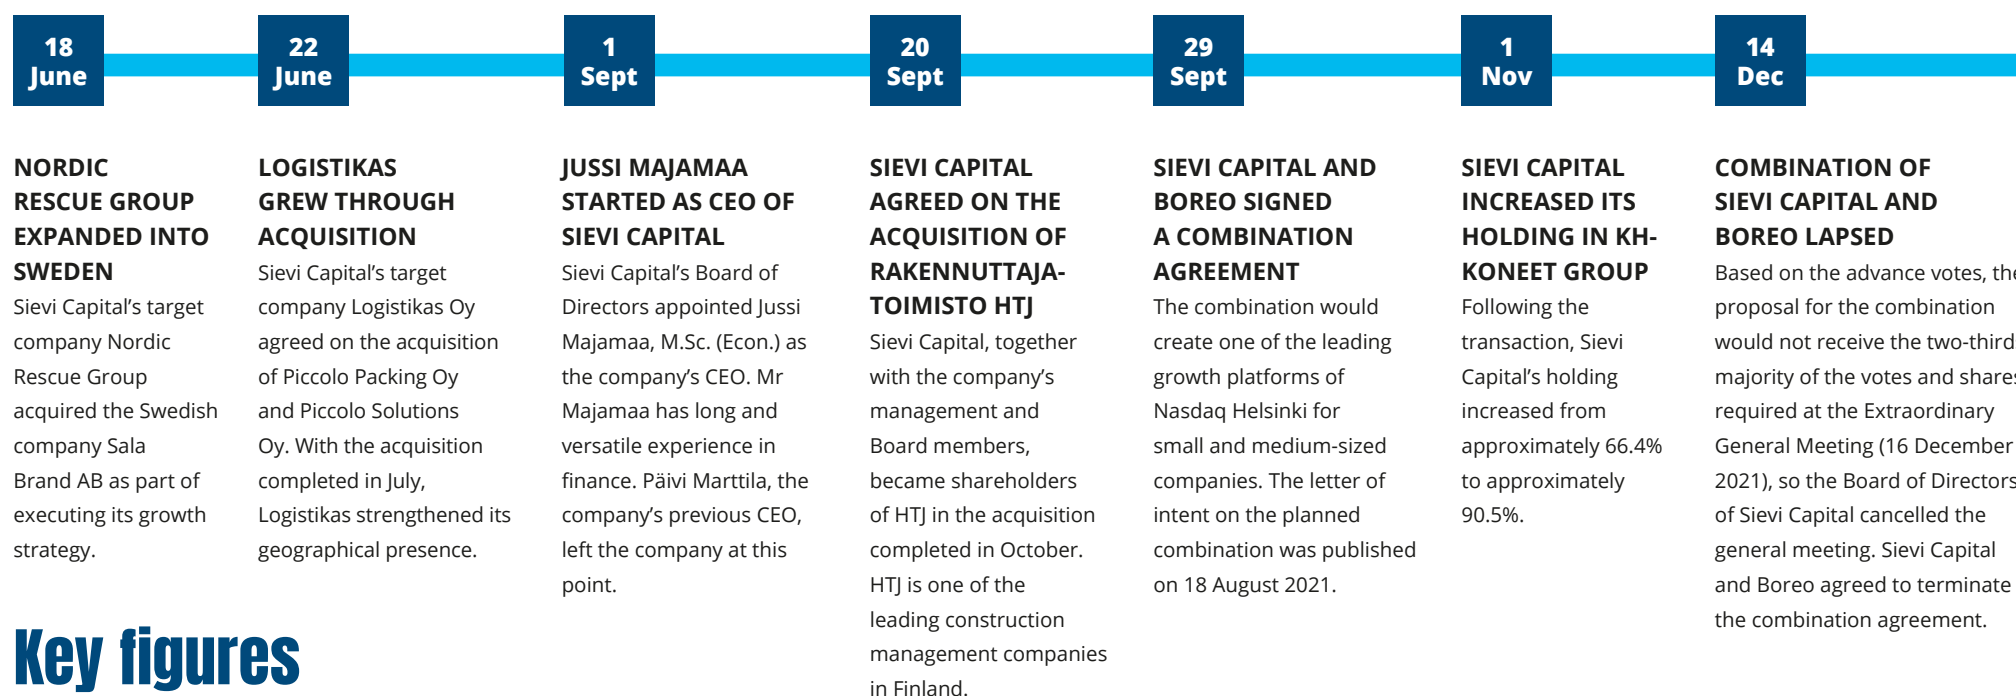 18
June
22
June
1
Sept
20
Sept
29
Sept
1
Nov
14
Dec
NORDIC
RESCUE GROUP
EXPANDED INTO
SWEDEN
Sievi Capital’s target
company Nordic
Rescue Group
acquired the Swedish
company Sala
Brand AB as part of
executing its growth
strategy.
LOGISTIKAS
GREW THROUGH
ACQUISITION
Sievi Capital’s target
company Logistikas Oy
agreed on the acquisition
of Piccolo Packing Oy
and Piccolo Solutions
Oy. With the acquisition
completed in July,
Logistikas strengthened its
geographical presence.
JUSSI MAJAMAA
STARTED AS CEO OF
SIEVI CAPITAL
Sievi Capital’s Board of
Directors appointed Jussi
Majamaa, M.Sc. (Econ.) as
the company’s CEO. Mr
Majamaa has long and
versatile experience in
finance. Päivi Marttila, the
company’s previous CEO,
left the company at this
point.
SIEVI CAPITAL
AGREED ON THE
ACQUISITION OF
RAKENNUTTAJA-
TOIMISTO HTJ
Sievi Capital, together
with the company’s
management and
Board members,
became shareholders
of HTJ in the acquisition
completed in October.
HTJ is one of the
leading construction
management companies
in Finland.
SIEVI CAPITAL AND
BOREO SIGNED
A COMBINATION
AGREEMENT
The combination would
create one of the leading
growth platforms of
Nasdaq Helsinki for
small and medium-sized
companies. The letter of
intent on the planned
combination was published
on 18 August 2021.
SIEVI CAPITAL
INCREASED ITS
HOLDING IN KH-
KONEET GROUP
Following the
transaction, Sievi
Capital’s holding
increased from
approximately 66.4%
to approximately
90.5%.
COMBINATION OF
SIEVI CAPITAL AND
BOREO LAPSED
Based on the advance votes, the
proposal for the combination
would not receive the two-third
majority of the votes and shares
required at the Extraordinary
General Meeting (16 December
2021), so the Board of Directors
of Sievi Capital cancelled the
general meeting. Sievi Capital
and Boreo agreed to terminate
the combination agreement.
Key figures